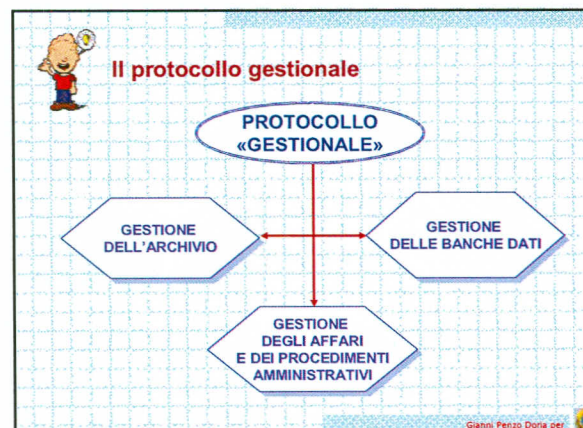 Il protocollo gestionale
PROTOCOLLO
«GESTIONALE»
GESTIONE
DELL'ARCHIVIO
GESTIONE
DELLE BANCHE DATI
GESTIONE
DEGLI AFFARI
E DEI PROCEDIMENTI
AMMINISTRATIVI
Gianni Penzo Doria per